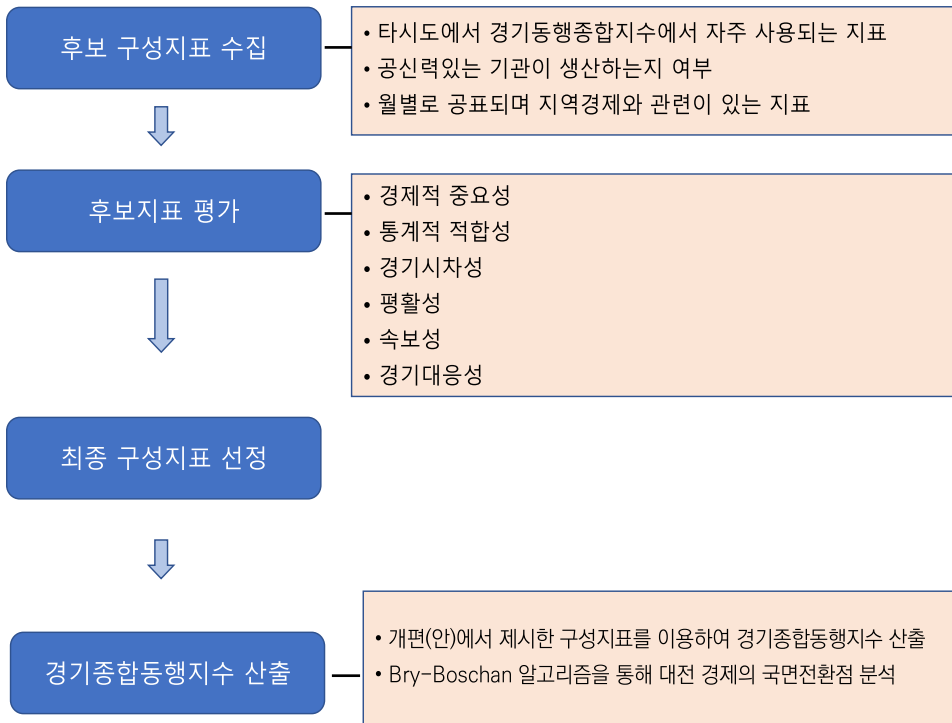 후보 구성지표 수집
• 타시도에서 경기동행종합지수에서 자주 사용되는 지표
• 공신력있는 기관이 생산하는지 여부
• 월별로 공표되며 지역경제와 관련이 있는 지표
후보지표 평가
• 경제적 중요성
• 통계적 적합성
• 경기시차성
• 평활성
• 속보성
• 경기대응성
최종 구성지표 선정
경기종합동행지수 산출
• 개편(안)에서 제시한 구성지표를 이용하여 경기종합동행지수 산출
• Bry-Boschan 알고리즘을 통해 대전 경제의 국면전환점 분석